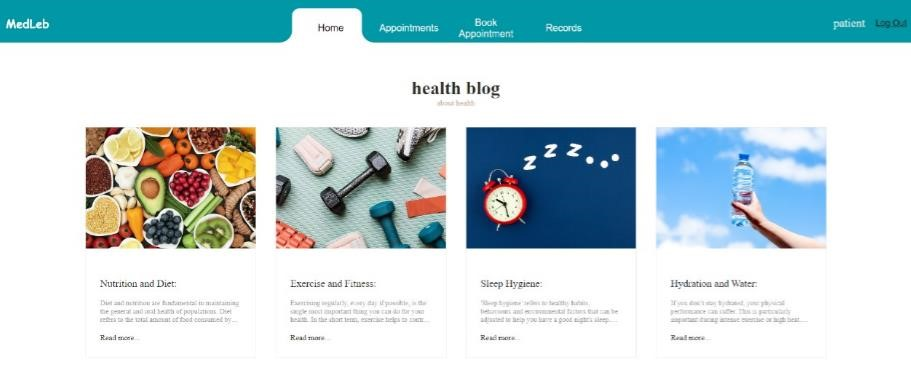 MedLeb
Home
Appointments
Book
Appointment
Records
patient
Log Out
health blog
about health
z z z
Nutrition and Diet:
Diet and nutrition are fundamental to maintaining
the general and oral health of populations. Diet
refers to the total amount of food consumed by...
Read more...
Exercise and Fitness:
Exercising regularly, every day if possible, is the
single most important thing you can do for your
health. In the short term, exercise helps to contr...
Read more...
Sleep Hygiene:
'Sleep hygiene' refers to healthy habits,
behaviours and environmental factors that can be
adjusted to help you have a good night's sleep....
Read more...
Hydration and Water:
If you don't stay hydrated, your physical
performance can suffer. This is particularly
important during intense exercise or high heat....
Read more...